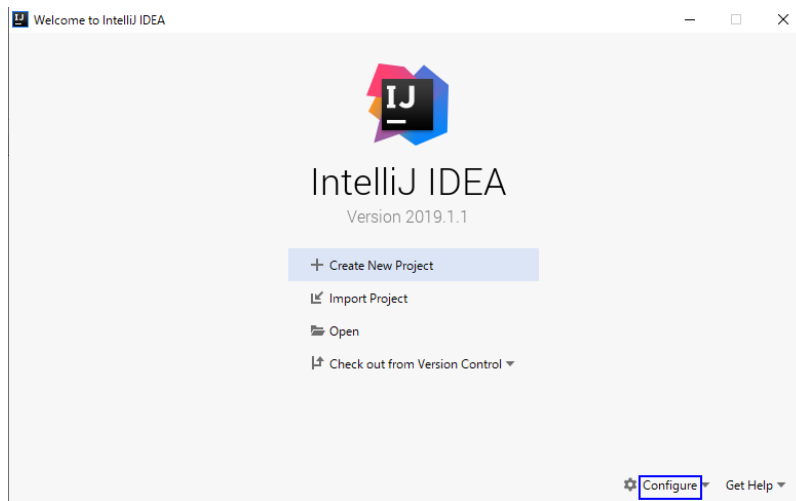 IJ Welcome to IntelliJ IDEA
IJ
IntelliJ IDEA
Version 2019.1.1
Create New Project
Import Project
Open
Check out from Version Control
Configure Get Help